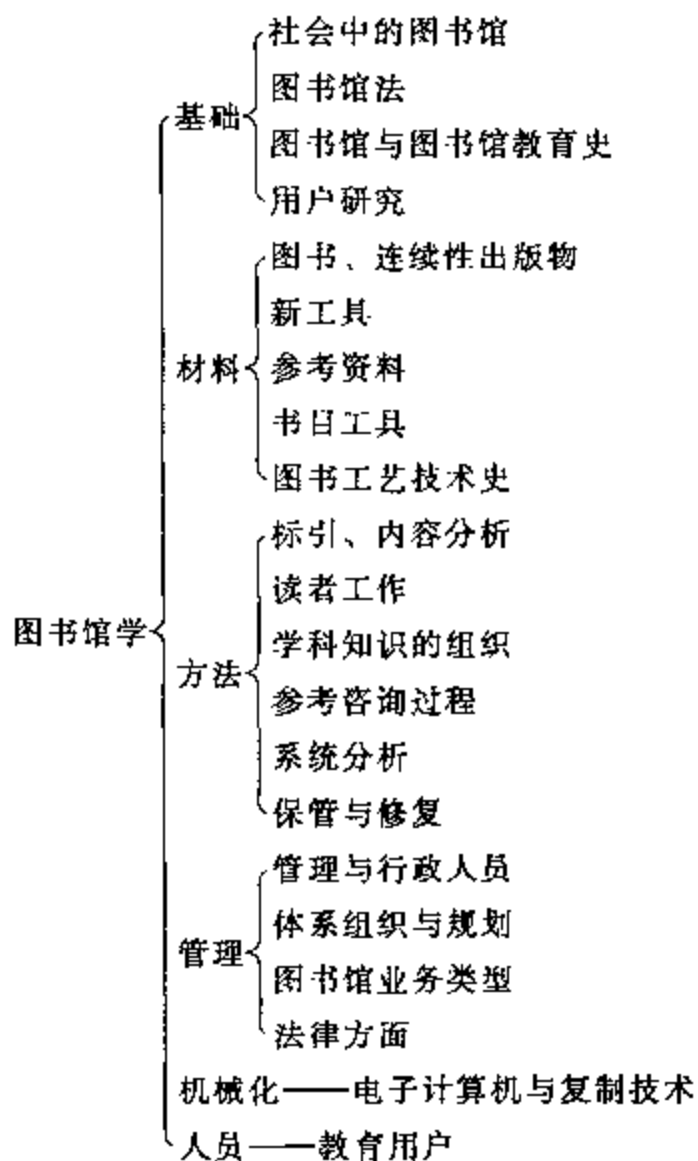 社会中的图书馆
图书馆法
基础
图书馆与图书馆教育史
用户研究
图书、连续性出版物
新工具
材料
参考资料
书目工具
图书工艺技术史
标引、内容分析
读者工作
图书馆学
学科知识的组织
方法
参考咨询过程
系统分析
保管与修复
管理与行政人员
体系组织与规划
管理
图书馆业务类型
法律方面
机械化——电子计算机与复制技术
人员——教育用户